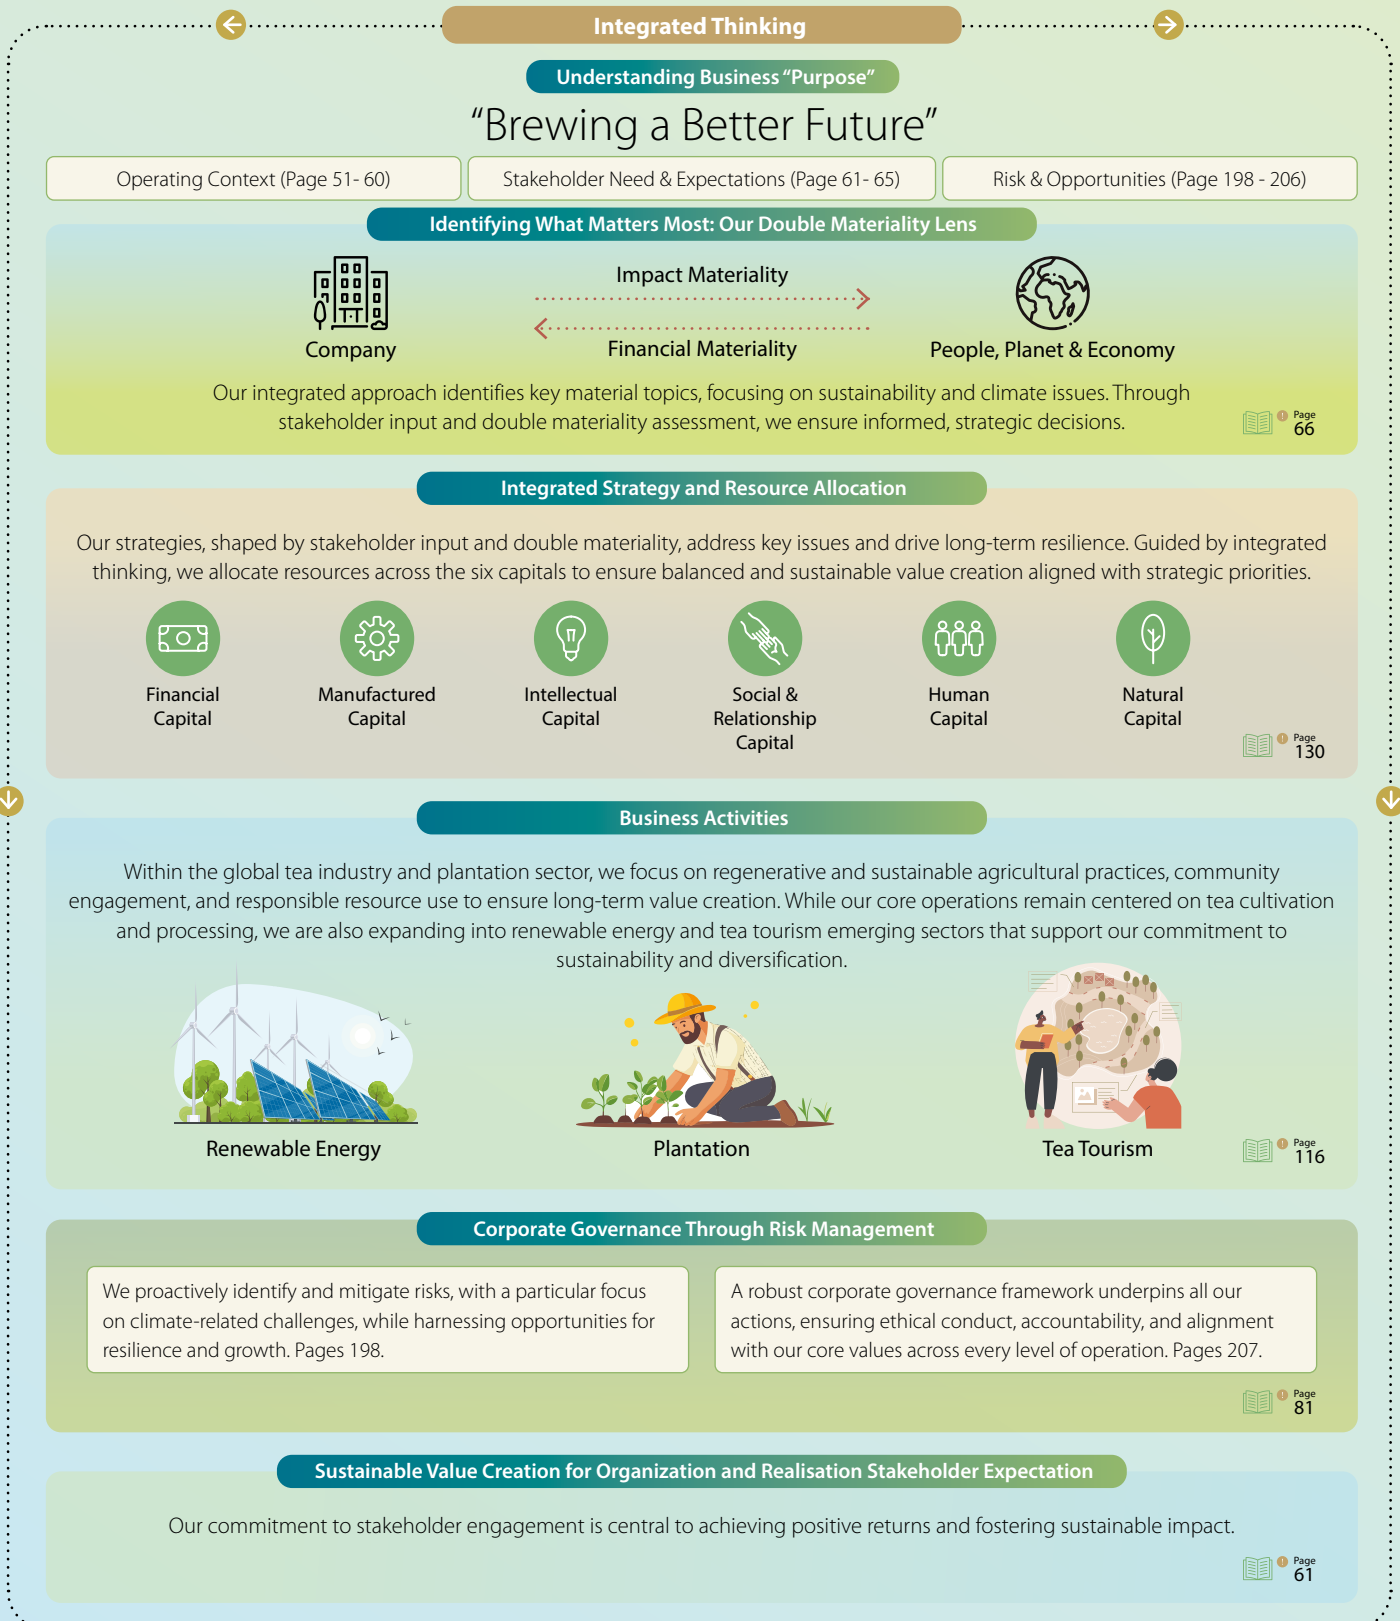 Integrated Thinking
Understanding Business “Purpose”
“Brewing a Better Future”
Operating Context (Page 51- 60)
Stakeholder Need & Expectations (Page 61- 65)
Risk & Opportunities (Page 198 - 206)
Identifying What Matters Most: Our Double Materiality Lens
Impact Materiality
Company
Financial Materiality
People, Planet & Economy
Our integrated approach identifies key material topics, focusing on sustainability and climate issues. Through
stakeholder input and double materiality assessment, we ensure informed, strategic decisions.
Page
66
Integrated Strategy and Resource Allocation
Our strategies, shaped by stakeholder input and double materiality, address key issues and drive long-term resilience. Guided by integrated
thinking, we allocate resources across the six capitals to ensure balanced and sustainable value creation aligned with strategic priorities.
Financial
Capital
Manufactured
Capital
Intellectual
Capital
Social &
Relationship
Capital
Human
Capital
Natural
Capital
Page
130
Business Activities
Within the global tea industry and plantation sector, we focus on regenerative and sustainable agricultural practices, community
engagement, and responsible resource use to ensure long-term value creation. While our core operations remain centered on tea cultivation
and processing, we are also expanding into renewable energy and tea tourism emerging sectors that support our commitment to
sustainability and diversification.
Renewable Energy
Plantation
Tea Tourism
Page
116
Corporate Governance Through Risk Management
We proactively identify and mitigate risks, with a particular focus
on climate-related challenges, while harnessing opportunities for
resilience and growth. Pages 198.
A robust corporate governance framework underpins all our
actions, ensuring ethical conduct, accountability, and alignment
with our core values across every level of operation. Pages 207.
Page
81
Sustainable Value Creation for Organization and Realisation Stakeholder Expectation
Our commitment to stakeholder engagement is central to achieving positive returns and fostering sustainable impact.
Page
61